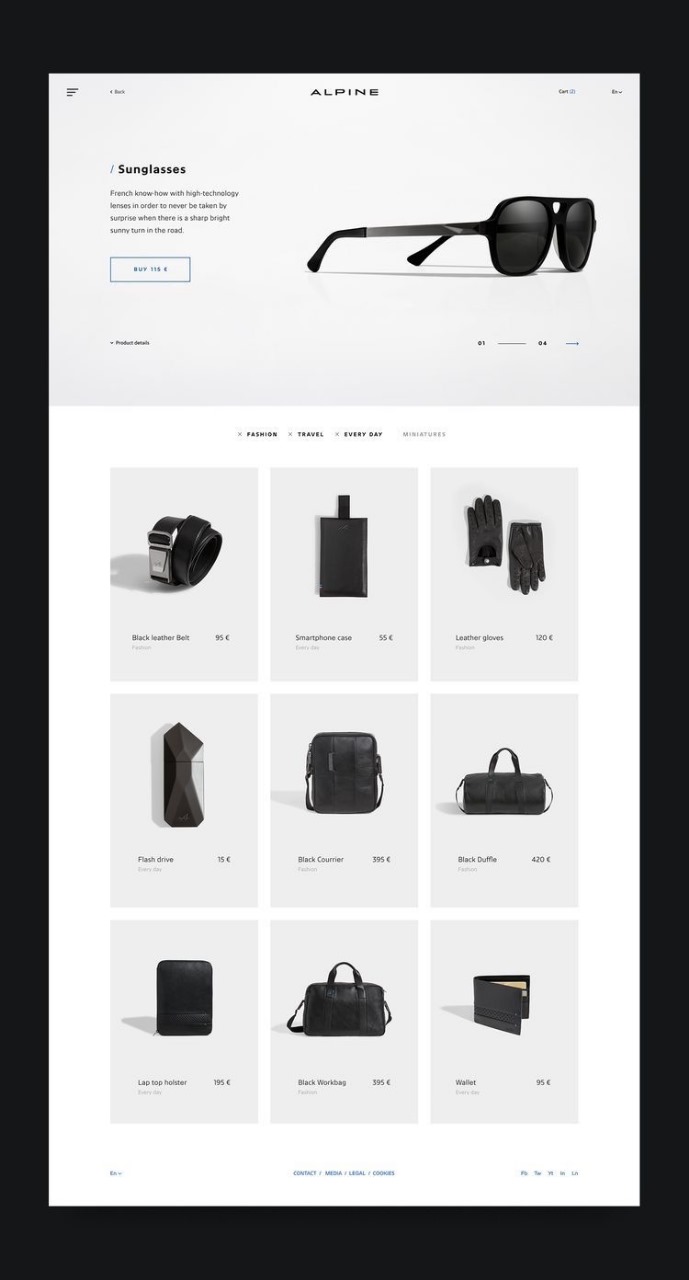 ‹ Back
ALPINE
Cart (2)
En
/ Sunglasses
French know-how with high-technology
lenses in order to never be taken by
surprise when there is a sharp bright
sunny turn in the road.
BUY 115 €
Product details
01
04
× FASHION × TRAVEL × EVERY DAY MINIATURES
Black leather Belt 95 €
Fashion
Smartphone case 55 €
Every day
Leather gloves 120 €
Fashion
Flash drive 15 €
Every day
Black Courrier 395 €
Fashion
Black Duffle 420 €
Fashion
Lap top holster 195 €
Every day
Black Workbag 395 €
Fashion
Wallet 95 €
Every day
En
CONTACT / MEDIA / LEGAL / COOKIES
Fb Tw Yt In Ln